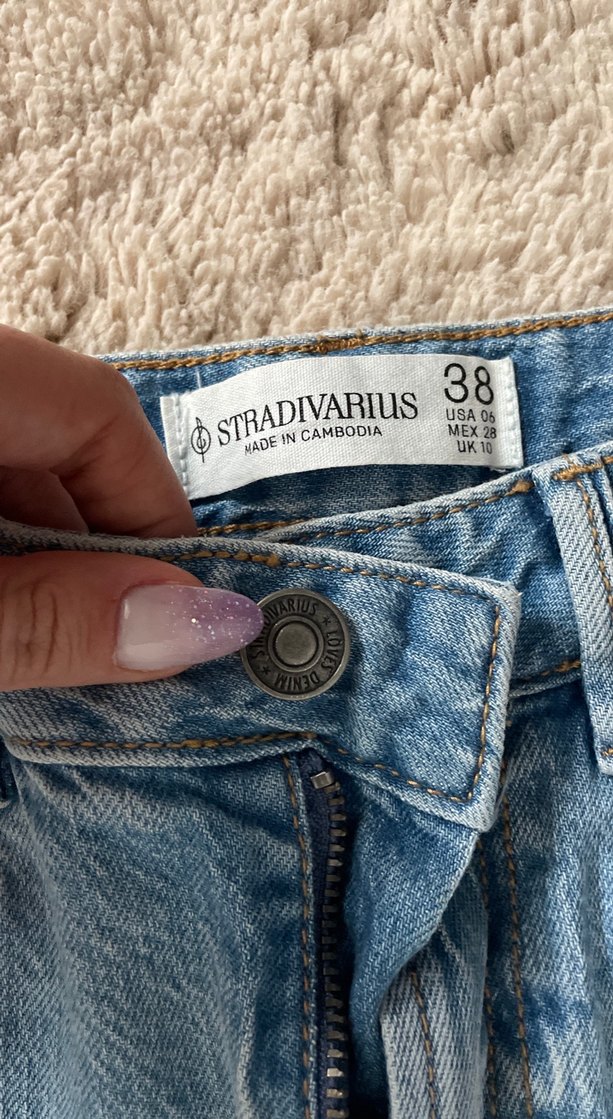 STRADIVARIUS
MADE IN CAMBODIA
38
USA 06
MEX 28
UK 10
STRADIVARIUS * LOVES DENIM *